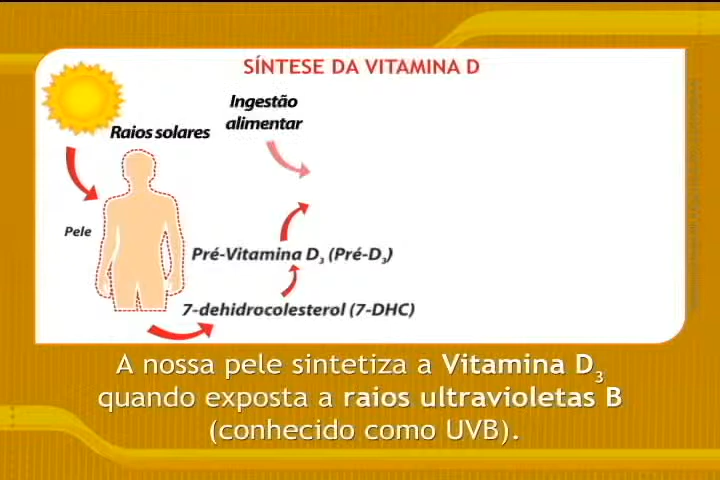 SÍNTESE DA VITAMINA D
Ingestão
alimentar
Raios solares
Pele
Pré-Vitamina D₃ (Pré-D₃)
7-dehidrocolesterol (7-DHC)
A nossa pele sintetiza a Vitamina D₃
quando exposta a raios ultravioletas B
(conhecido como UVB).